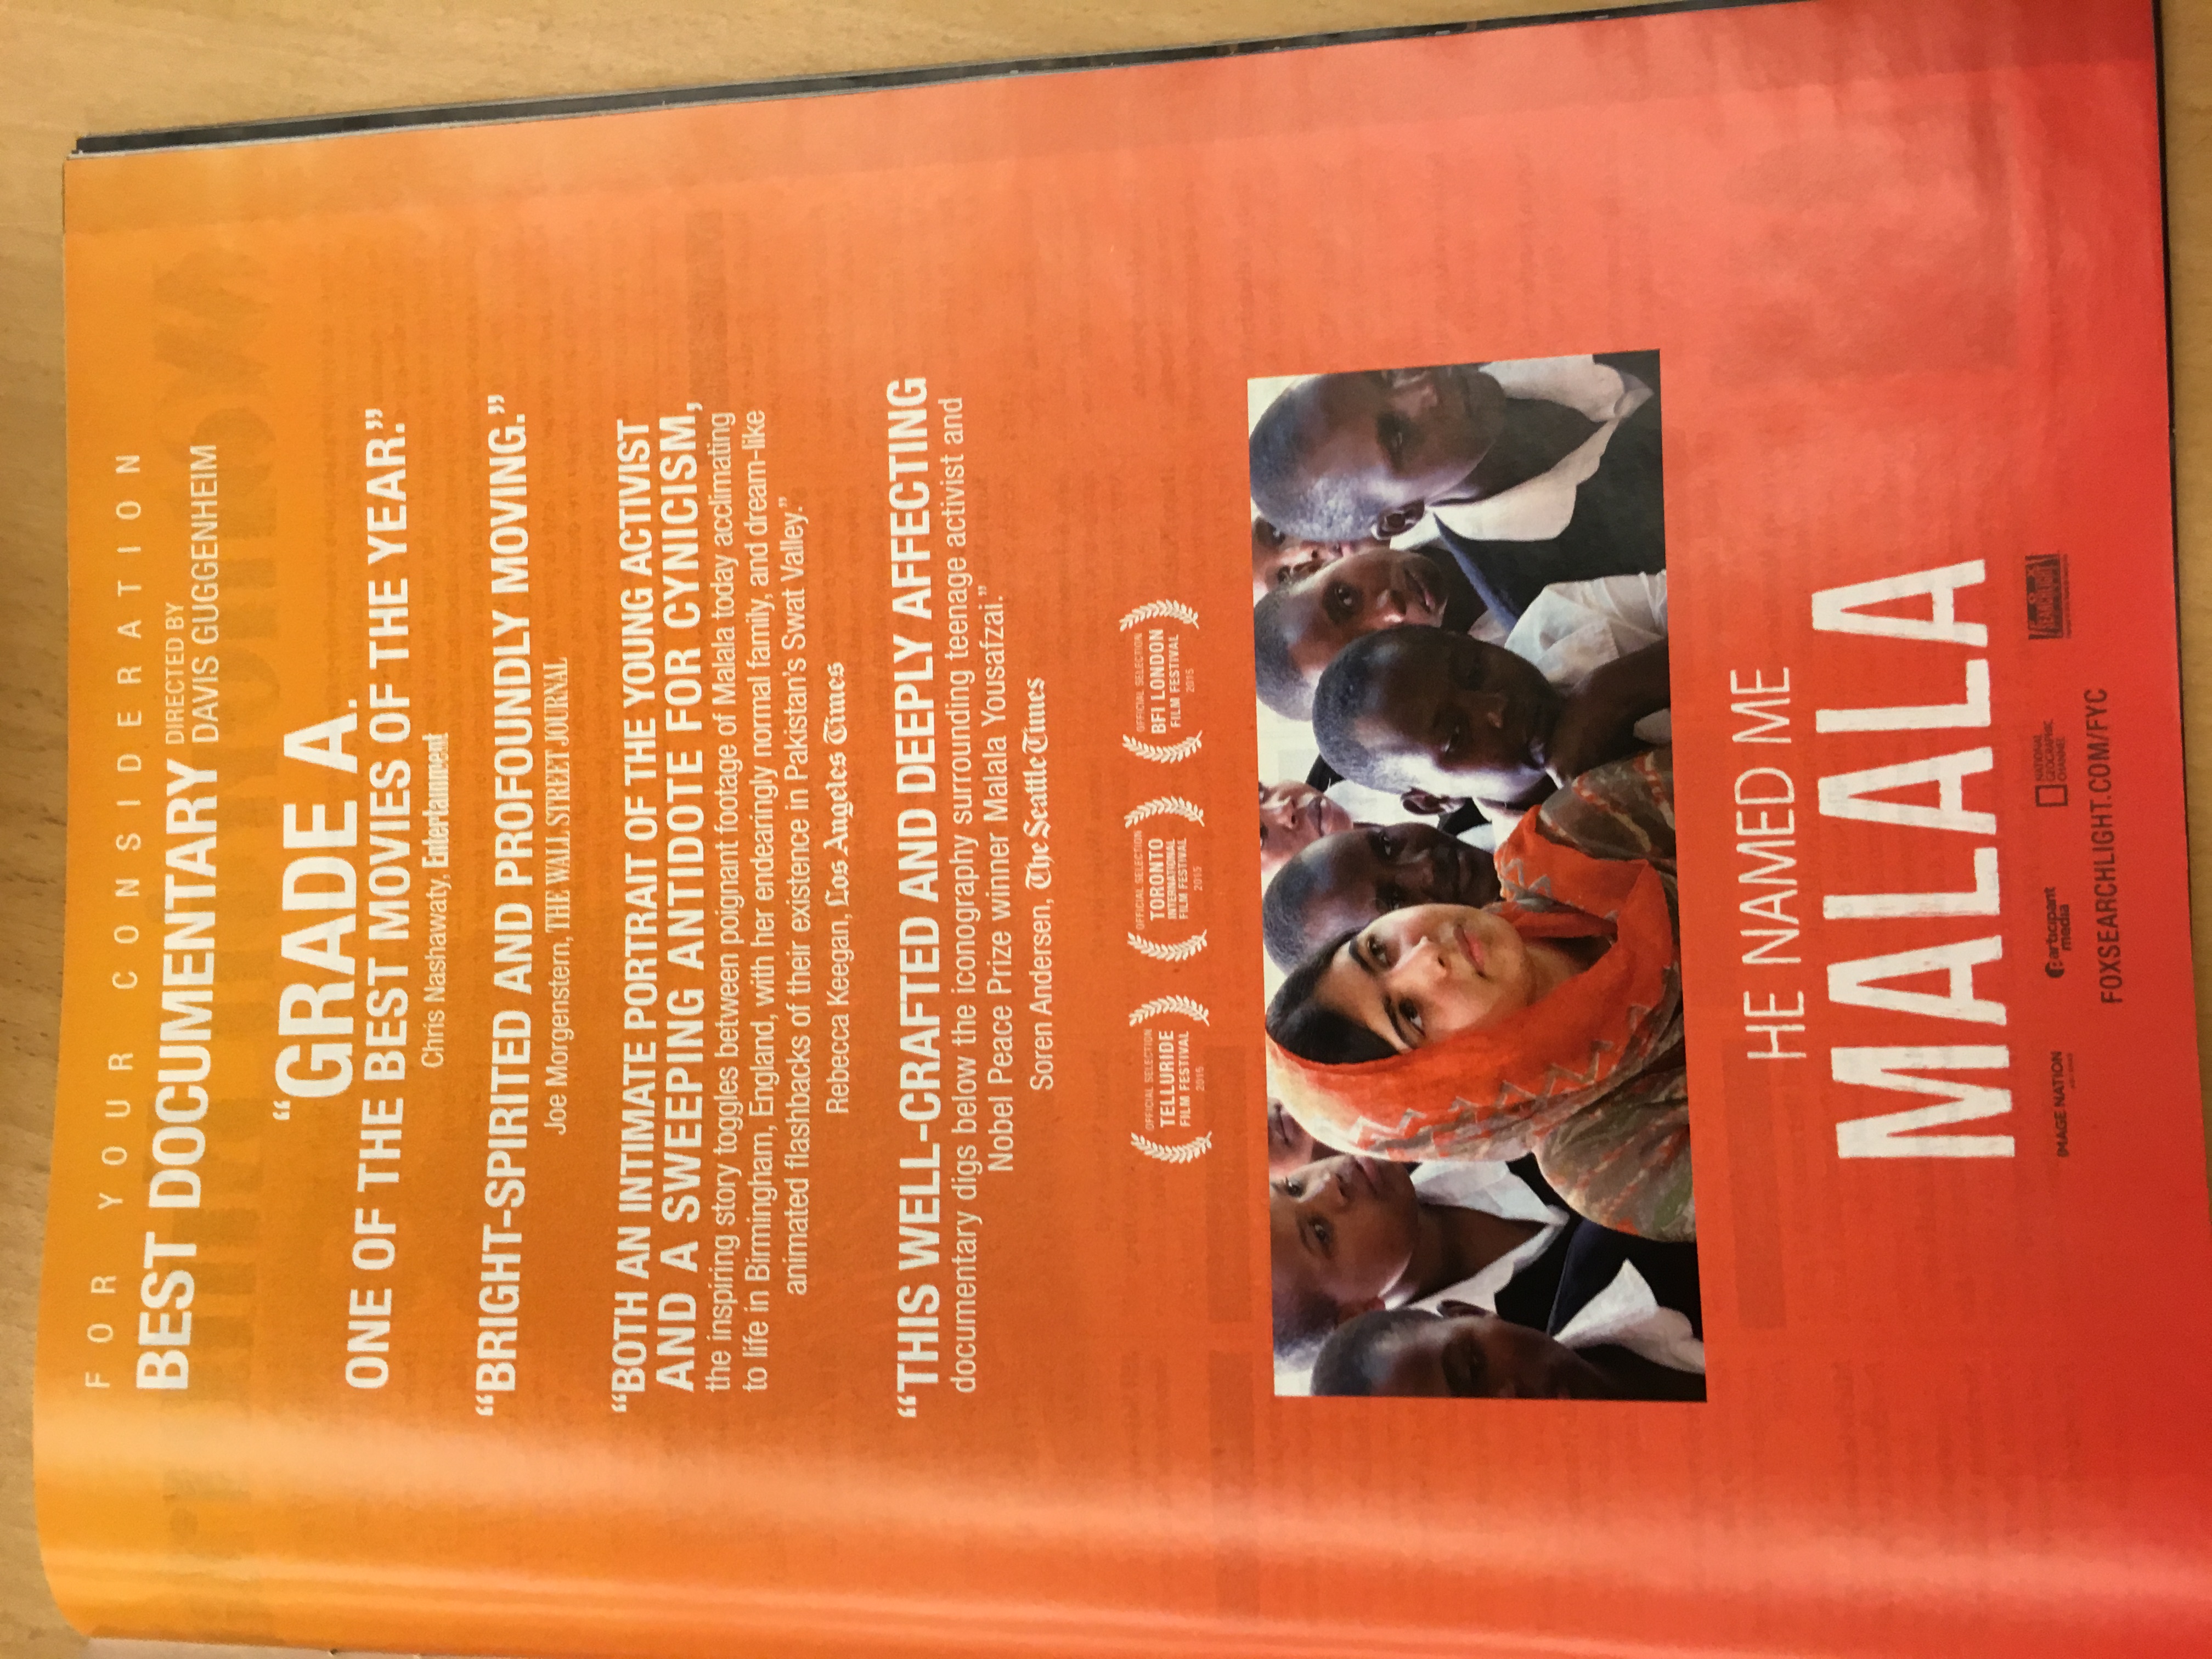 FOR YOUR CONSIDERATION
BEST DOCUMENTARY
DIRECTED BY
DAVIS GUGGENHEIM
“GRADE A.
ONE OF THE BEST MOVIES OF THE YEAR.”
Chris Nashawaty, Entertainment
“BRIGHT-SPIRITED AND PROFOUNDLY MOVING.”
Joe Morgenstern, THE WALL STREET JOURNAL
“BOTH AN INTIMATE PORTRAIT OF THE YOUNG ACTIVIST
AND A SWEEPING ANTIDOTE FOR CYNICISM,
the inspiring story toggles between poignant footage of Malala today acclimating
to life in Birmingham, England, with her endearingly normal family, and dream-like
animated flashbacks of their existence in Pakistan’s Swat Valley.”
Rebecca Keegan, Los Angeles Times
“THIS WELL-CRAFTED AND DEEPLY AFFECTING
documentary digs below the iconography surrounding teenage activist and
Nobel Peace Prize winner Malala Yousafzai.”
Soren Andersen, The Seattle Times
OFFICIAL SELECTION
TELLURIDE
FILM FESTIVAL
2015
OFFICIAL SELECTION
TORONTO
INTERNATIONAL
FILM FESTIVAL
2015
OFFICIAL SELECTION
BFI LONDON
FILM FESTIVAL
2015
HE NAMED ME
MALALA
IMAGE NATION
ABU DHABI
Participant
media
NATIONAL
GEOGRAPHIC
CHANNEL
FOX
SEARCHLIGHT
FOXSEARCHLIGHT.COM/FYC